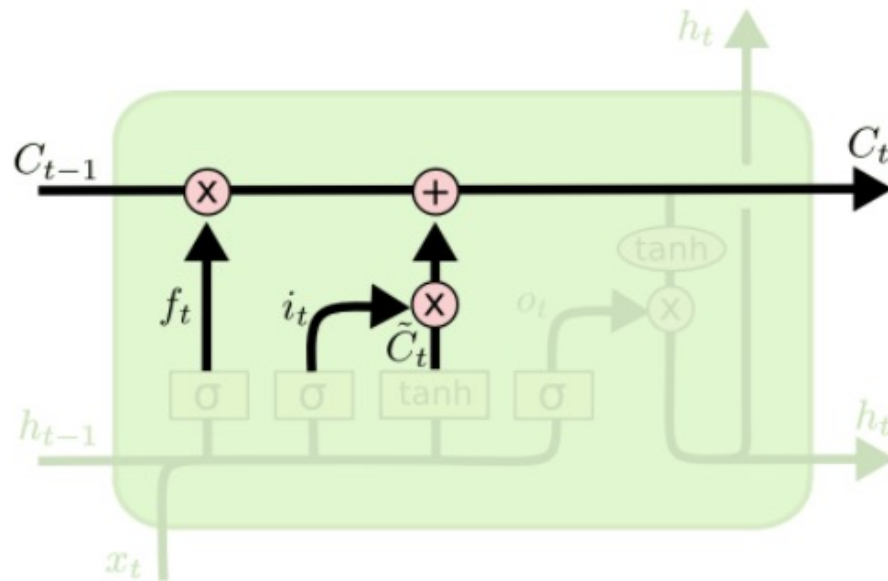 h_t
C_{t-1} x + C_t
tanh
f_t i_t x o_t x
C̃_t
σ σ tanh σ
h_{t-1} h_t
x_t